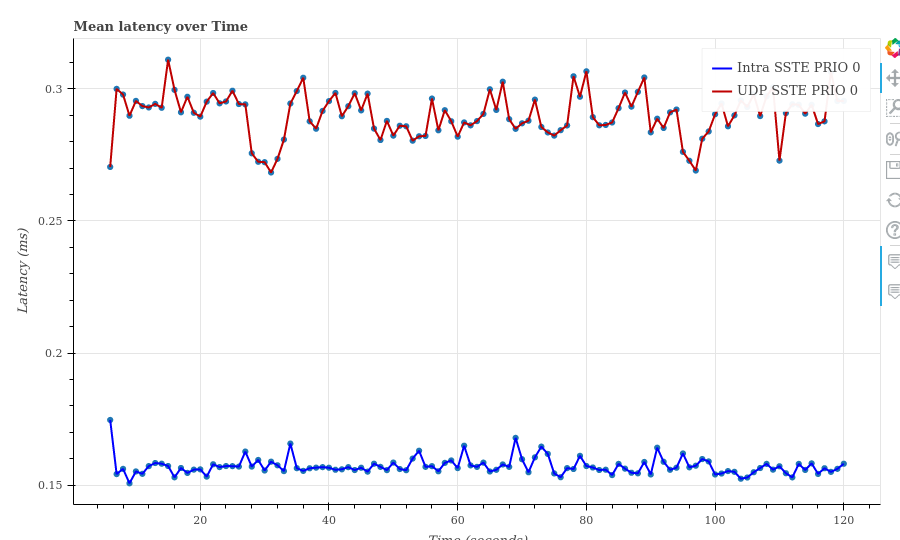 Mean latency over Time
Intra SSTE PRIO 0
UDP SSTE PRIO 0
0.3
0.25
0.2
0.15
Latency (ms)
20
40
60
80
100
120
Time (seconds)